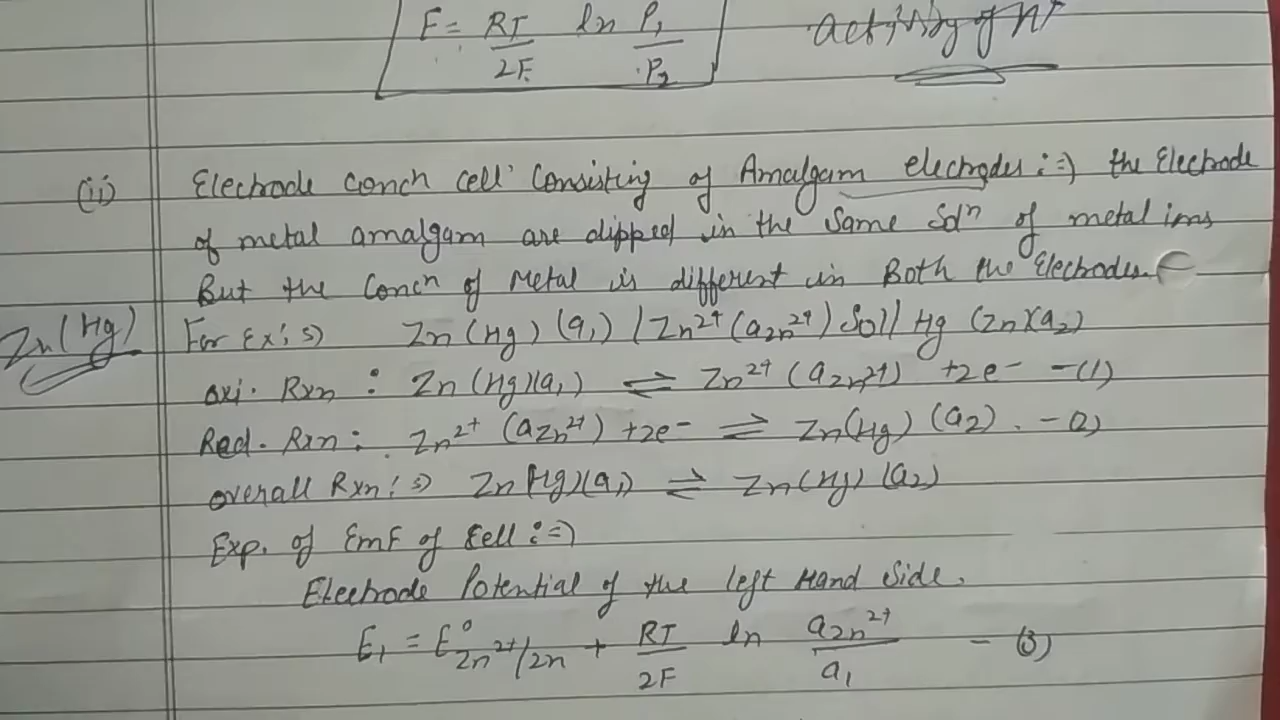 E = RT/2F ln P1/P2 activity of H+
(ii) Electrode Concn cell Consisting of Amalgam electrodes :=) the Electrode
of metal amalgam are dipped in the Same Soln of metal ions
But the Concn of Metal is different in Both the Electrodes.
Zn(Hg) For Ex:s) Zn(Hg)(a1) / Zn2+ (aZn2+) Sol // Hg (Zn)(a2)
oxi. Rxn : Zn(Hg)(a1) ⇌ Zn2+ (aZn2+) +2e- -(1)
Red. Rxn : Zn2+ (aZn2+) +2e- ⇌ Zn(Hg) (a2). -(2)
overall Rxn :s) Zn(Hg)(a1) ⇌ Zn(Hg) (a2)
Exp. of EmF of Cell :=)
Electrode Potential of the left Hand Side,
E1 = E°Zn2+/Zn + RT/2F ln aZn2+/a1 - (3)